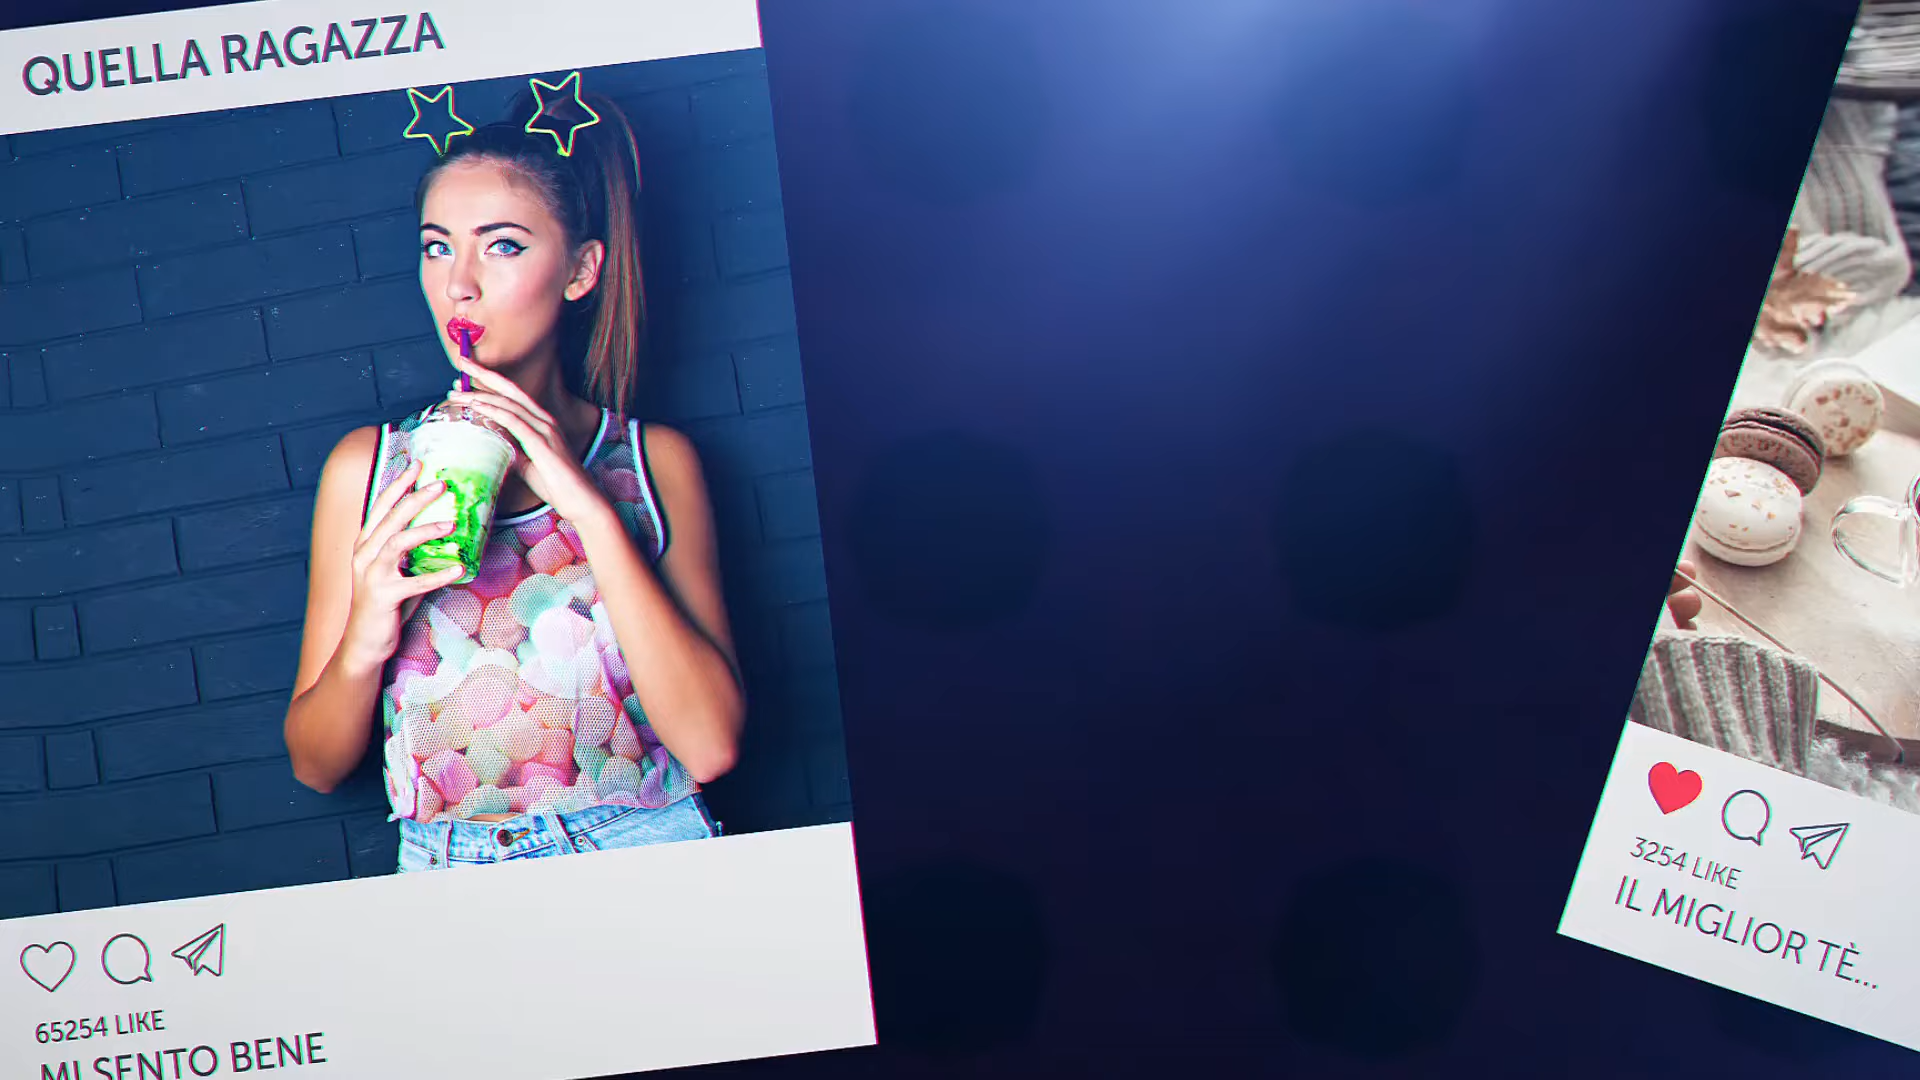 QUELLA RAGAZZA
65254 LIKE
MI SENTO BENE
3254 LIKE
IL MIGLIOR TÈ...